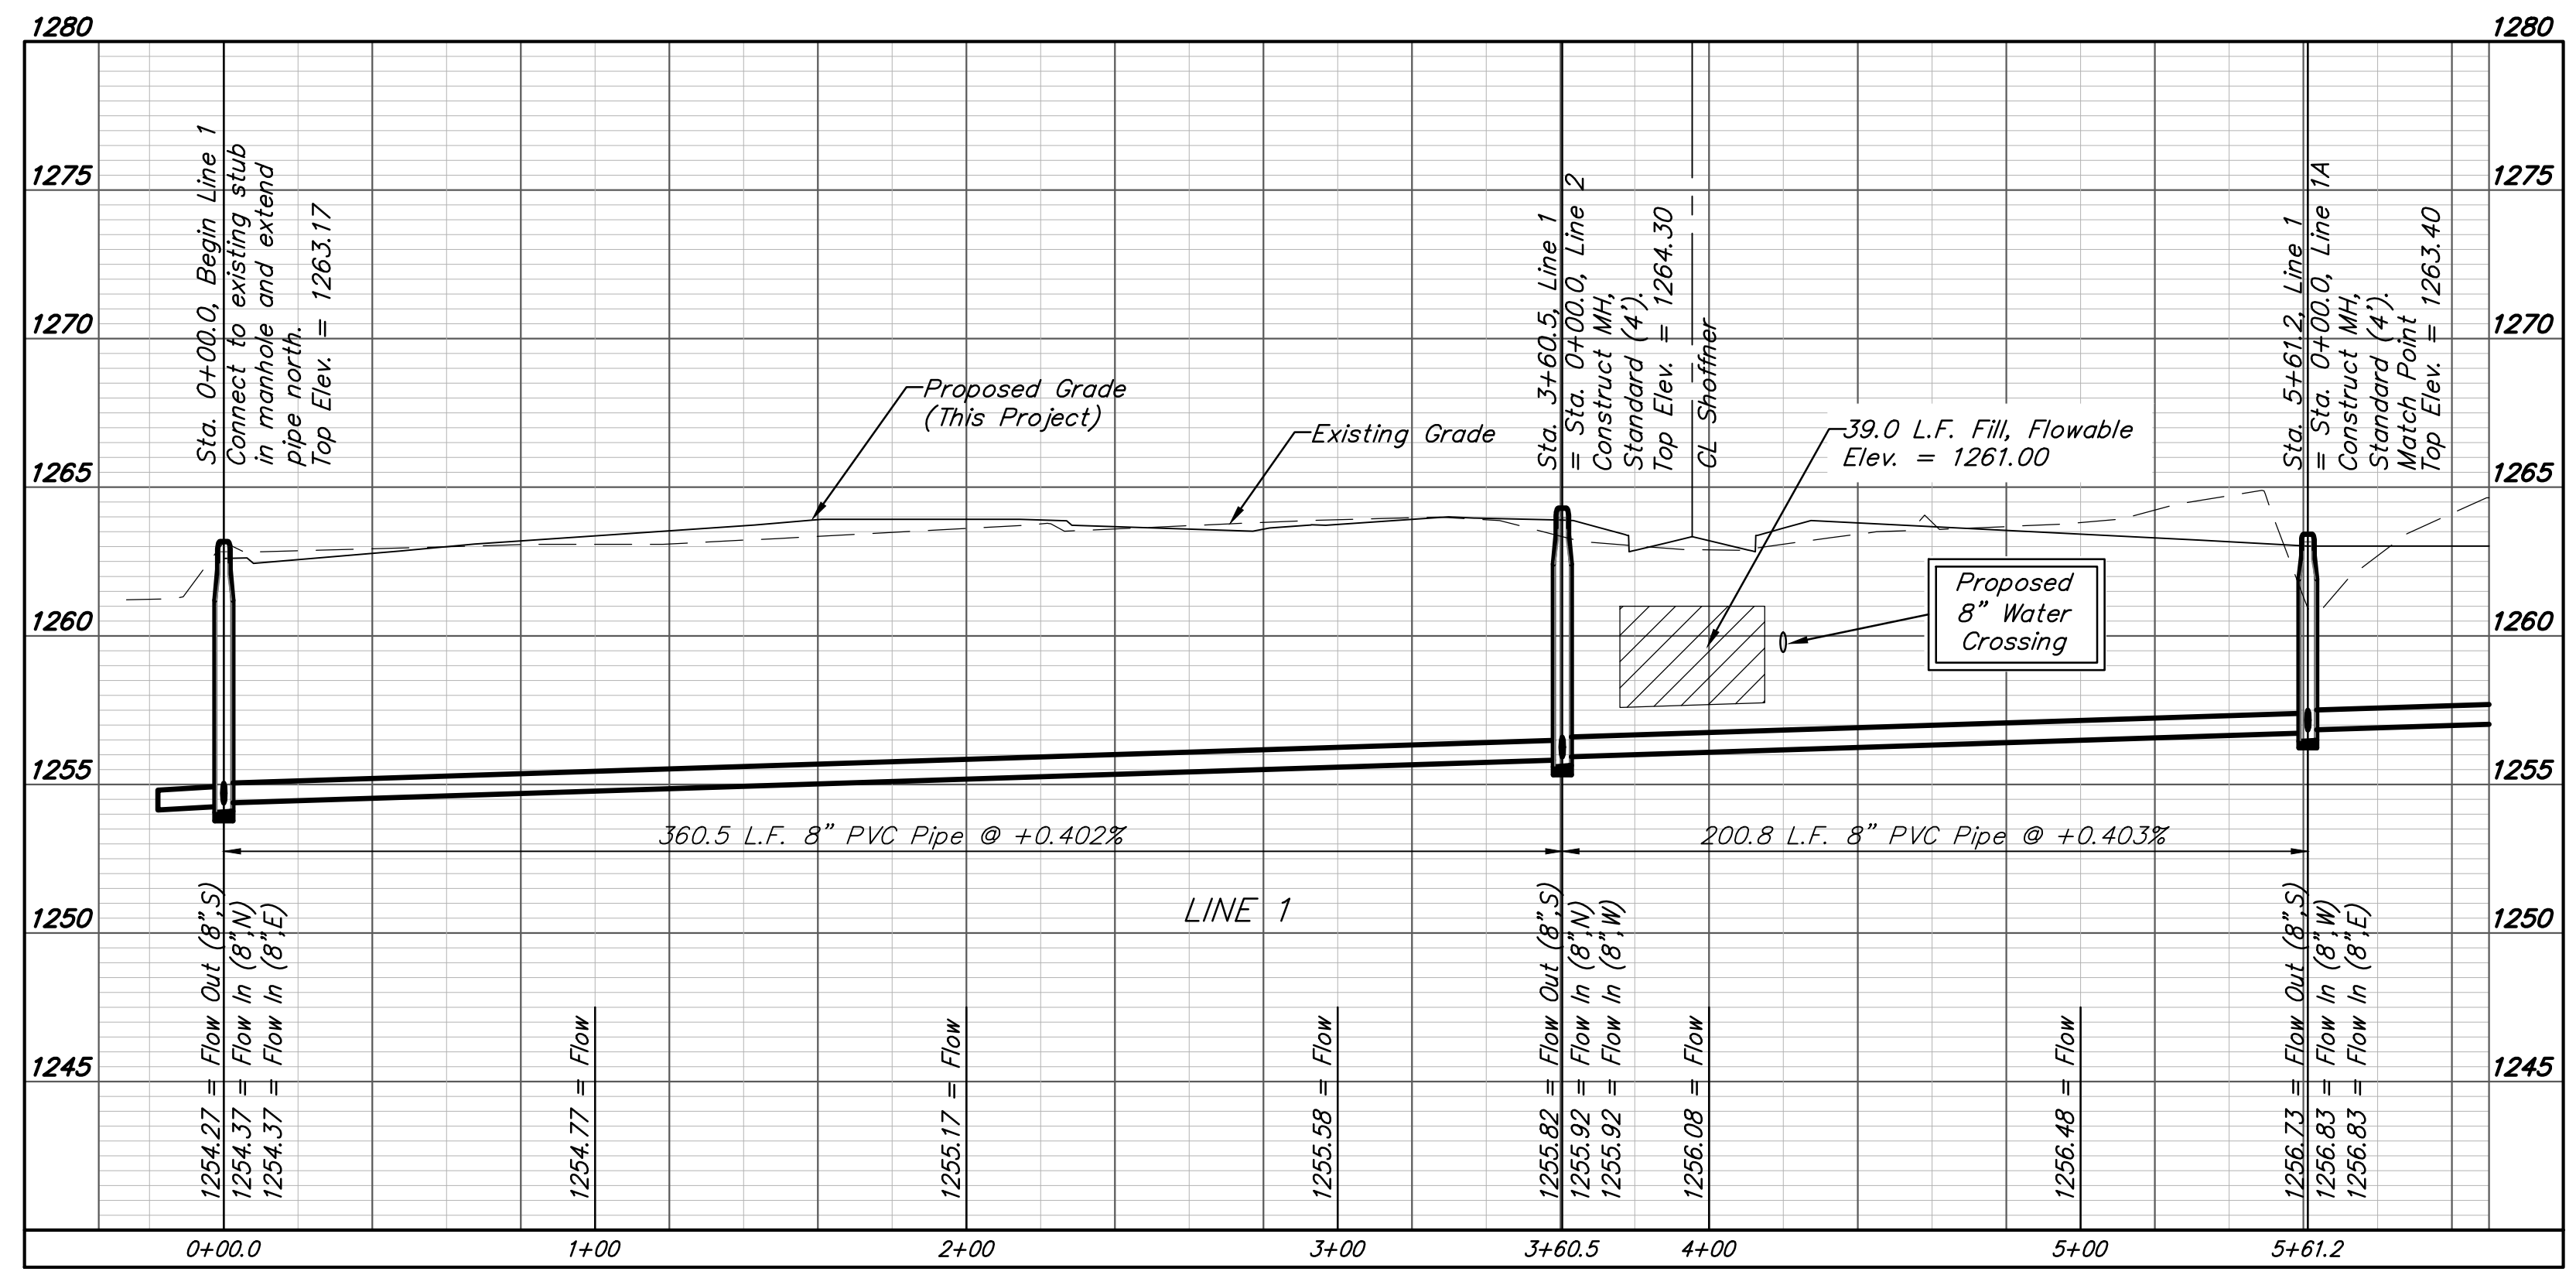 1280
1280
1275
1275
1270
1270
1265
1265
1260
1260
1255
1255
1250
1250
1245
1245
Sta. 0+00.0, Begin Line 1
Connect to existing stub
in manhole and extend
pipe north.
Top Elev. = 1263.17
Proposed Grade
(This Project)
Existing Grade
Sta. 3+60.5, Line 1
= Sta. 0+00.0, Line 2
Construct MH,
Standard (4').
Top Elev. = 1264.30
CL Shoffner
39.0 L.F. Fill, Flowable
Elev. = 1261.00
Proposed
8" Water
Crossing
Sta. 5+61.2, Line 1
= Sta. 0+00.0, Line 1A
Construct MH,
Standard (4').
Match Point
Top Elev. = 1263.40
360.5 L.F. 8" PVC Pipe @ +0.402%
200.8 L.F. 8" PVC Pipe @ +0.403%
LINE 1
1254.27 = Flow Out (8",S)
1254.37 = Flow In (8",N)
1254.37 = Flow In (8",E)
1254.77 = Flow
1255.17 = Flow
1255.58 = Flow
1255.82 = Flow Out (8",S)
1255.92 = Flow In (8",N)
1255.92 = Flow In (8",W)
1256.08 = Flow
1256.48 = Flow
1256.73 = Flow Out (8",S)
1256.83 = Flow In (8",W)
1256.83 = Flow In (8",E)
0+00.0
1+00
2+00
3+00
3+60.5
4+00
5+00
5+61.2